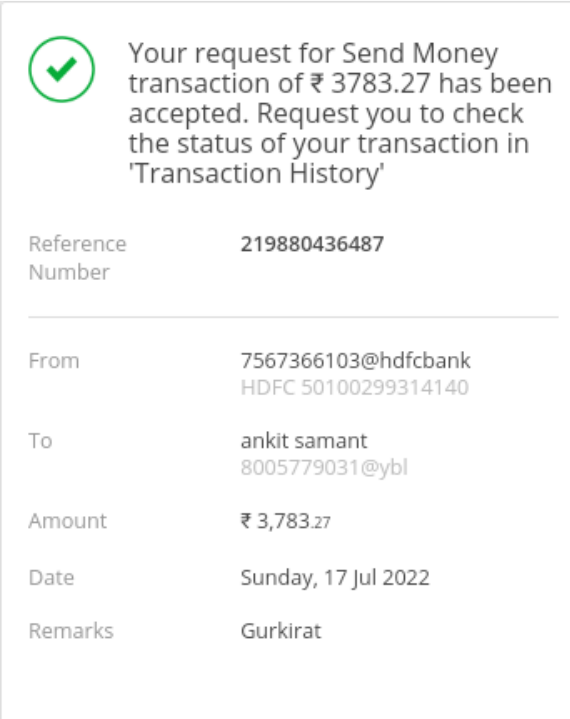 Your request for Send Money
transaction of ₹ 3783.27 has been
accepted. Request you to check
the status of your transaction in
'Transaction History'
Reference
Number
219880436487
From
7567366103@hdfcbank
HDFC 50100299314140
To
ankit samant
8005779031@ybl
Amount
₹ 3,783.27
Date
Sunday, 17 Jul 2022
Remarks
Gurkirat